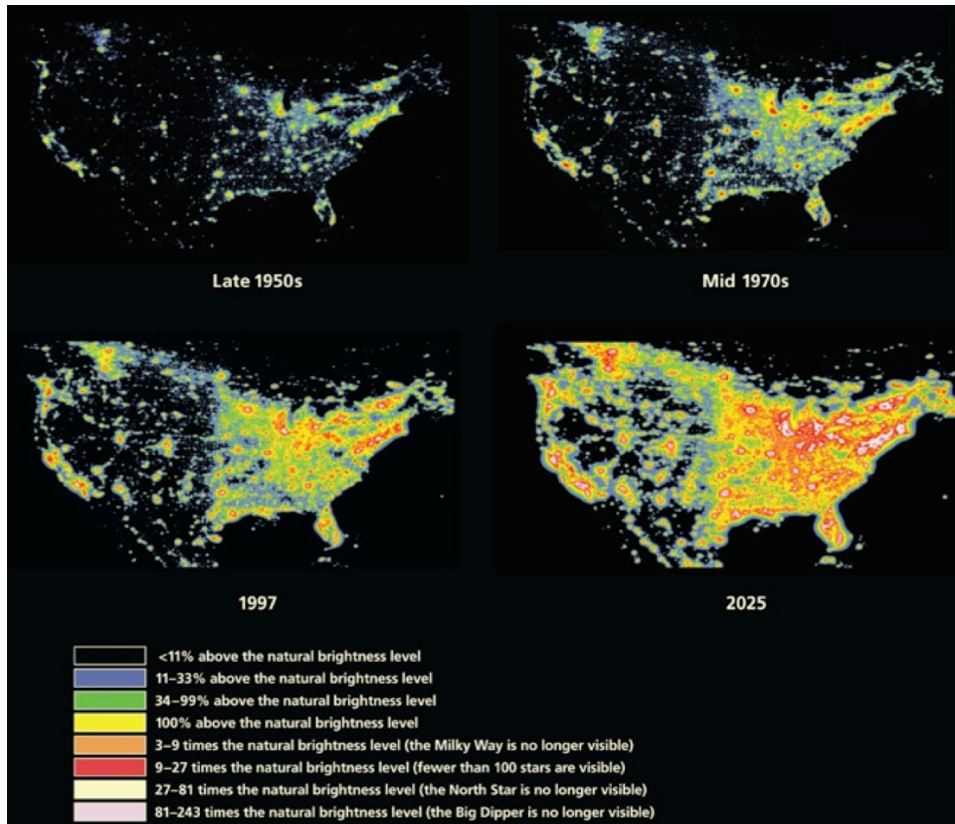 Late 1950s
Mid 1970s
1997
2025
<11% above the natural brightness level
11–33% above the natural brightness level
34–99% above the natural brightness level
100% above the natural brightness level
3–9 times the natural brightness level (the Milky Way is no longer visible)
9–27 times the natural brightness level (fewer than 100 stars are visible)
27–81 times the natural brightness level (the North Star is no longer visible)
81–243 times the natural brightness level (the Big Dipper is no longer visible)